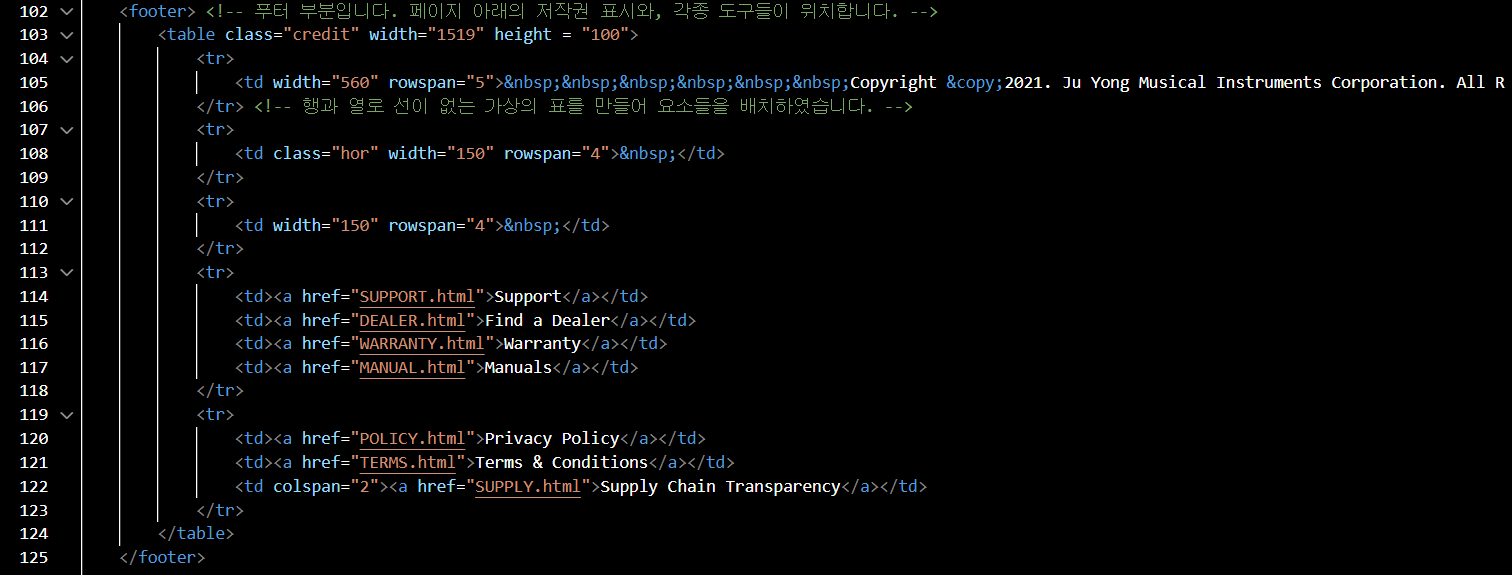 102 <footer> <!-- 푸터 부분입니다. 페이지 아래의 저작권 표시와, 각종 도구들이 위치합니다. -->
103 <table class="credit" width="1519" height = "100">
104 <tr>
105 <td width="560" rowspan="5">&nbsp;&nbsp;&nbsp;&nbsp;&nbsp;&nbsp;Copyright &copy;2021. Ju Yong Musical Instruments Corporation. All R
106 </tr> <!-- 행과 열로 선이 없는 가상의 표를 만들어 요소들을 배치하였습니다. -->
107 <tr>
108 <td class="hor" width="150" rowspan="4">&nbsp;</td>
109 </tr>
110 <tr>
111 <td width="150" rowspan="4">&nbsp;</td>
112 </tr>
113 <tr>
114 <td><a href="SUPPORT.html">Support</a></td>
115 <td><a href="DEALER.html">Find a Dealer</a></td>
116 <td><a href="WARRANTY.html">Warranty</a></td>
117 <td><a href="MANUAL.html">Manuals</a></td>
118 </tr>
119 <tr>
120 <td><a href="POLICY.html">Privacy Policy</a></td>
121 <td><a href="TERMS.html">Terms & Conditions</a></td>
122 <td colspan="2"><a href="SUPPLY.html">Supply Chain Transparency</a></td>
123 </tr>
124 </table>
125 </footer>